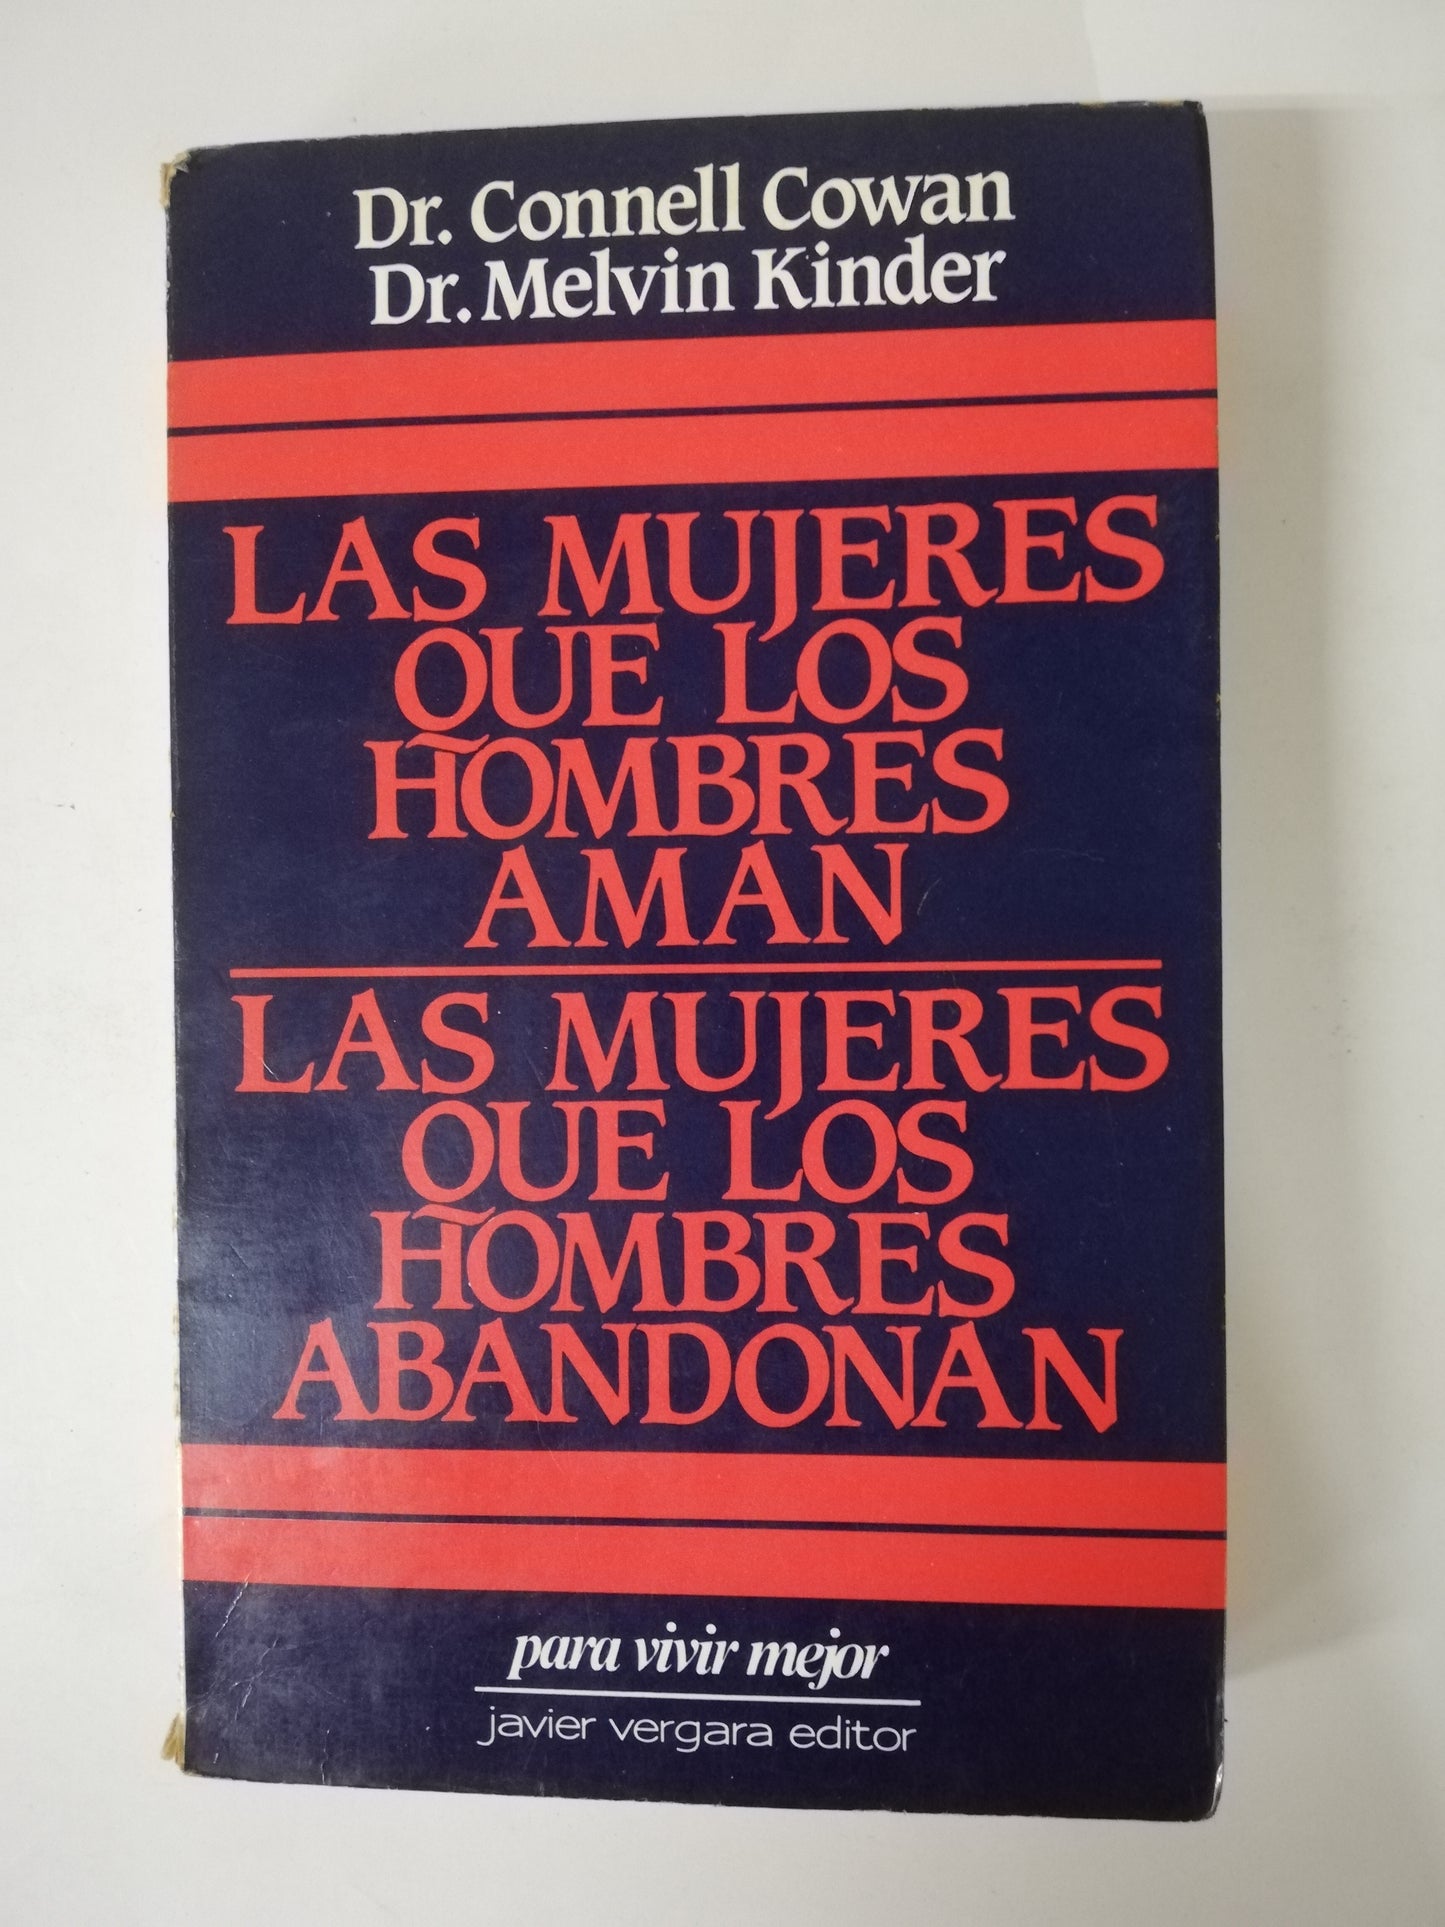 Dr. Connell Cowan
Dr. Melvin Kinder
LAS MUJERES
QUE LOS
HOMBRES
AMAN
LAS MUJERES
QUE LOS
HOMBRES
ABANDONAN
para vivir mejor
javier vergara editor